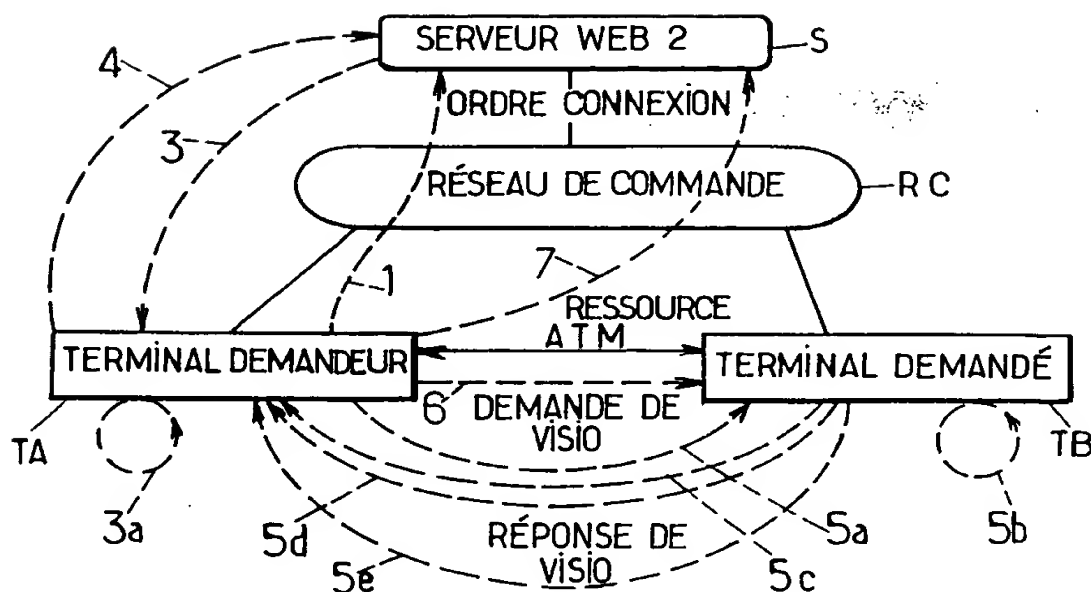 SERVEUR WEB 2
S
4
ORDRE CONNEXION
3
RÉSEAU DE COMMANDE
RC
1
7
RESSOURCE
ATM
TERMINAL DEMANDEUR
TERMINAL DEMANDÉ
6
DEMANDE DE
VISIO
TA
TB
3a
5d
RÉPONSE DE
VISIO
5a
5b
5e
5c